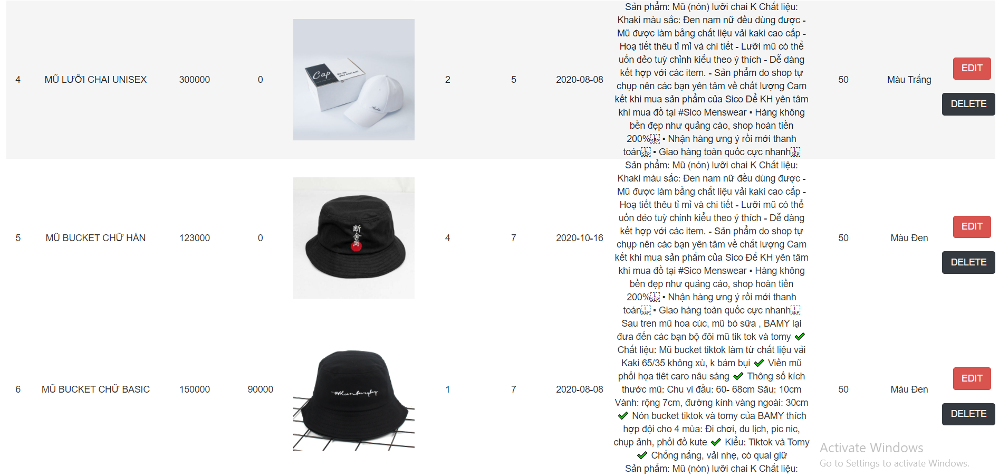 Sản phẩm: Mũ (nón) lưỡi chai K Chất liệu:
Khaki màu sắc: Đen nam nữ đều dùng được -
Mũ được làm bằng chất liệu vải kaki cao cấp -
Hoạ tiết thêu tỉ mỉ và chi tiết - Lưỡi mũ có thể
uốn dẻo tuỳ chỉnh kiểu theo ý thích - Dễ dàng
kết hợp với các item. - Sản phẩm do shop tự
chụp nên các bạn yên tâm về chất lượng Cam
kết khi mua sản phẩm của Sico Để KH yên tâm
khi mua đồ tại #Sico Menswear ▪ Hàng không
bền đẹp như quảng cáo, shop hoàn tiền
200% ▪ Nhận hàng ưng ý rồi mới thanh
toán ▪ Giao hàng toàn quốc cực nhanh
4 MŨ LƯỠI CHAI UNISEX 300000 0 2 5 2020-08-08 50 Màu Trắng
Cap
EDIT
DELETE
Sản phẩm: Mũ (nón) lưỡi chai K Chất liệu:
Khaki màu sắc: Đen nam nữ đều dùng được -
Mũ được làm bằng chất liệu vải kaki cao cấp -
Hoạ tiết thêu tỉ mỉ và chi tiết - Lưỡi mũ có thể
uốn dẻo tuỳ chỉnh kiểu theo ý thích - Dễ dàng
kết hợp với các item. - Sản phẩm do shop tự
chụp nên các bạn yên tâm về chất lượng Cam
kết khi mua sản phẩm của Sico Để KH yên tâm
khi mua đồ tại #Sico Menswear ▪ Hàng không
bền đẹp như quảng cáo, shop hoàn tiền
200% ▪ Nhận hàng ưng ý rồi mới thanh
toán ▪ Giao hàng toàn quốc cực nhanh
5 MŨ BUCKET CHỮ HÁN 123000 0 4 7 2020-10-16 50 Màu Đen
断舍离
EDIT
DELETE
Sau tren mũ hoa cúc, mũ bò sữa , BAMY lại
đưa đến các bạn bộ đôi mũ tik tok và tomy ✔
Chất liệu: Mũ bucket tiktok làm từ chất liệu vải
Kaki 65/35 không xù, k bám bụi ✔ Viền mũ
phối họa tiêt caro nâu sáng ✔ Thông số kích
thước mũ: Chu vi đầu: 60- 68cm Sâu: 10cm
Vành: rộng 7cm, đường kính vàng ngoài: 30cm
✔ Nón bucket tiktok và tomy của BAMY thích
hợp đội cho 4 mùa: Đi chơi, du lịch, pic nic,
chụp ảnh, phối đồ kute ✔ Kiểu: Tiktok và Tomy
✔ Chống nắng, vải nhẹ, có quai giữ
6 MŨ BUCKET CHỮ BASIC 150000 90000 1 7 2020-08-08 50 Màu Đen
EDIT
DELETE
Sản phẩm: Mũ (nón) lưỡi chai K Chất liệu:
Activate Windows
Go to Settings to activate Windows.